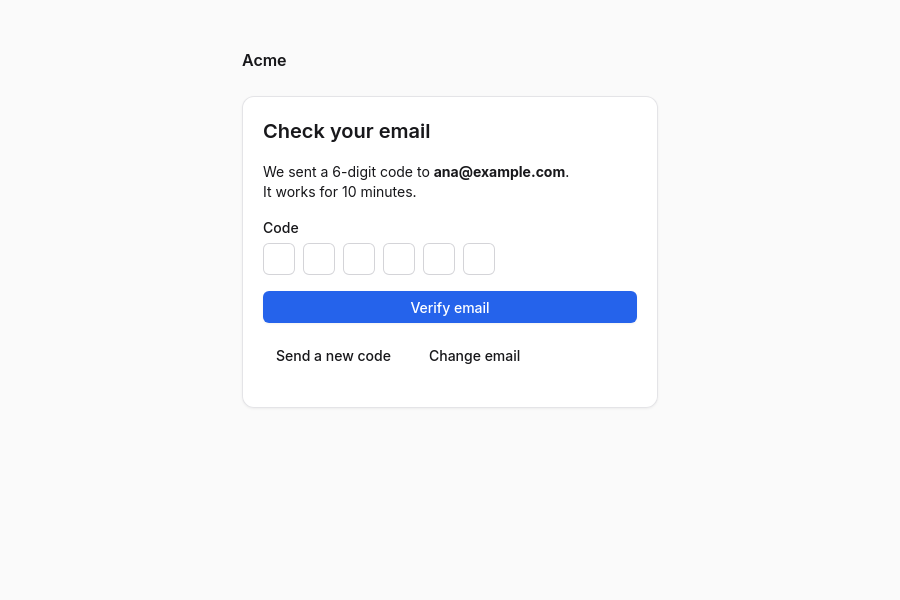 Acme
Check your email
We sent a 6-digit code to ana@example.com.
It works for 10 minutes.
Code
Verify email
Send a new code
Change email